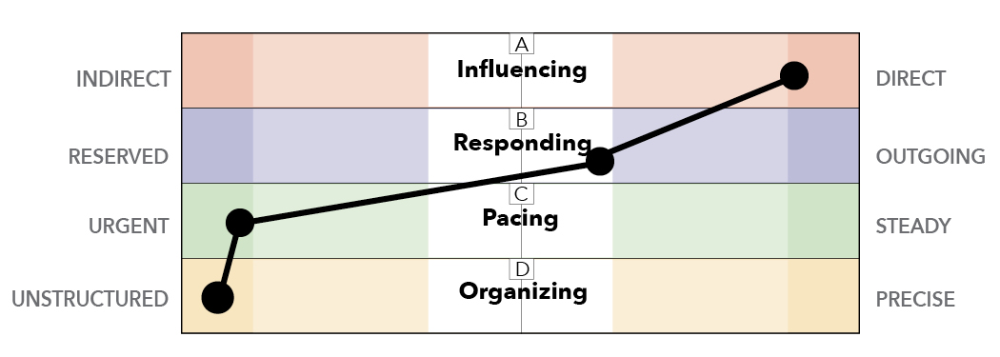 A
Influencing
INDIRECT
DIRECT
B
Responding
RESERVED
OUTGOING
C
Pacing
URGENT
STEADY
D
Organizing
UNSTRUCTURED
PRECISE